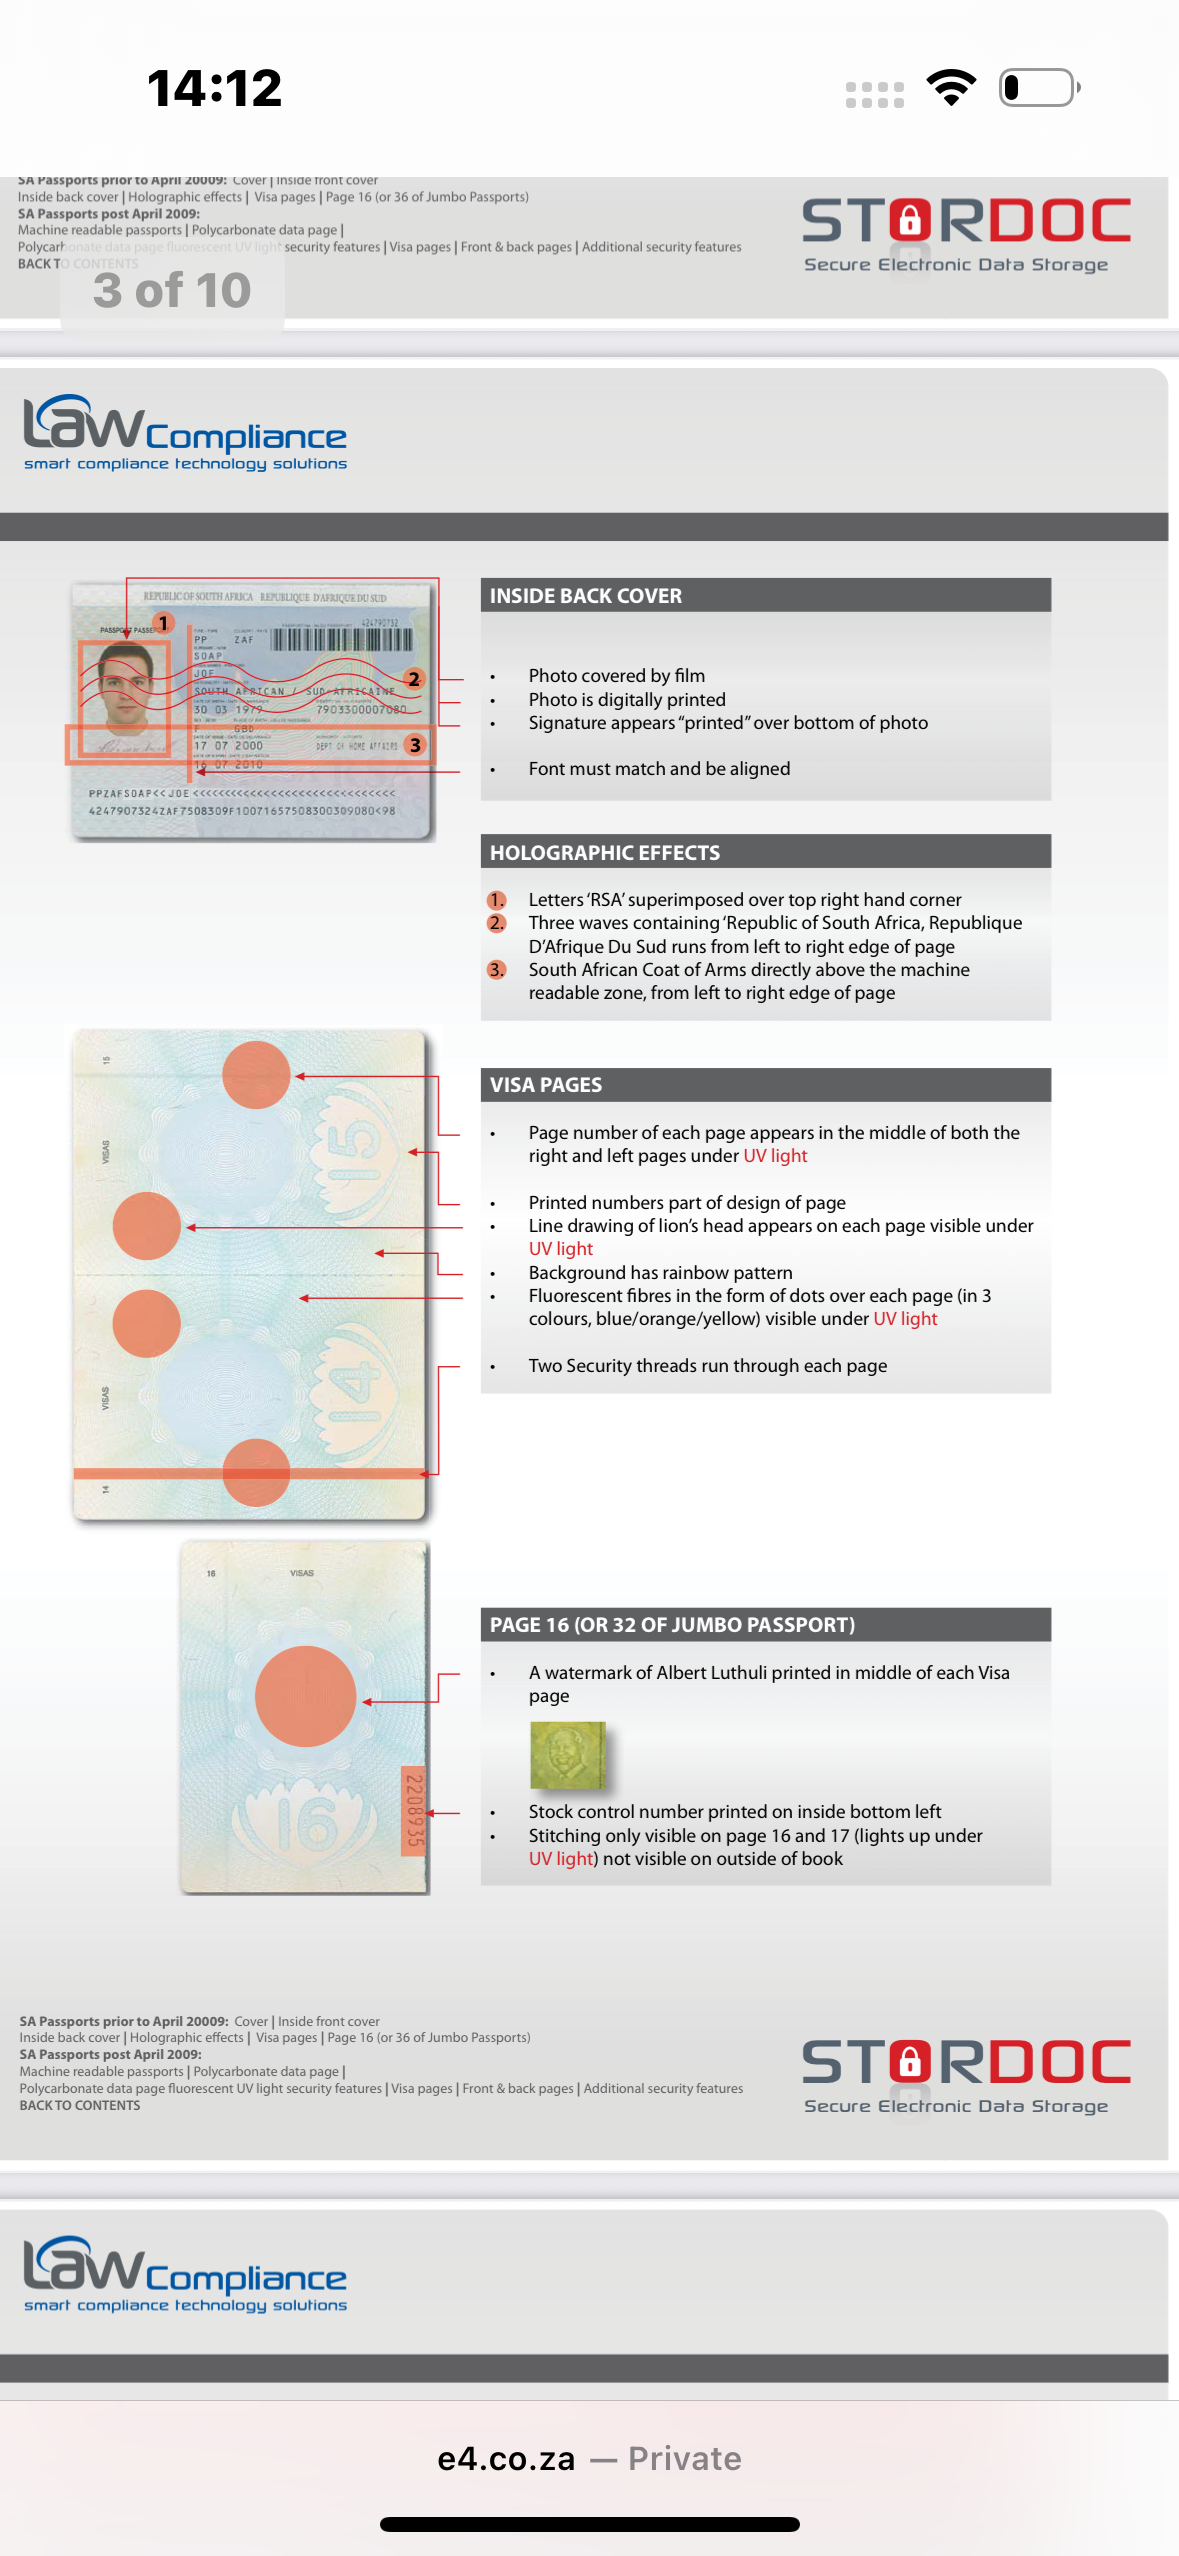 14:12
SA Passports prior to April 20009: Cover | Inside front cover
Inside back cover | Holographic effects | Visa pages | Page 16 (or 36 of Jumbo Passports)
SA Passports post April 2009:
Machine readable passports | Polycarbonate data page |
Polycarbonate data page fluorescent UV light security features | Visa pages | Front & back pages | Additional security features
BACK TO CONTENTS
3 of 10
STORDOC
Secure Electronic Data Storage
Law Compliance
smart compliance technology solutions
REPUBLIC OF SOUTH AFRICA REPUBLIQUE D'AFRIQUE DU SUD
1
424790732
PP ZAF
SOAP
JOE
2
SOUTH AFRICAN / SUD-AFRICAINE
30 03 1979 7903300007080
F GBD
17 07 2000 DEPT OF HOME AFFAIRS
3
16 07 2010
PPZAFSOAP<<JOE<<<<<<<<<<<<<<<<<<<<<<<<<<<<<<
4247907324ZAF7508309F1007165750830030908 0<98
INSIDE BACK COVER
• Photo covered by film
• Photo is digitally printed
• Signature appears “printed” over bottom of photo
• Font must match and be aligned
HOLOGRAPHIC EFFECTS
1. Letters ‘RSA’ superimposed over top right hand corner
2. Three waves containing ‘Republic of South Africa, Republique
D’Afrique Du Sud runs from left to right edge of page
3. South African Coat of Arms directly above the machine
readable zone, from left to right edge of page
15
VISAS
15
14
VISAS
14
VISA PAGES
• Page number of each page appears in the middle of both the
right and left pages under UV light
• Printed numbers part of design of page
• Line drawing of lion’s head appears on each page visible under
UV light
• Background has rainbow pattern
• Fluorescent fibres in the form of dots over each page (in 3
colours, blue/orange/yellow) visible under UV light
• Two Security threads run through each page
16 VISAS
16
2208935
PAGE 16 (OR 32 OF JUMBO PASSPORT)
• A watermark of Albert Luthuli printed in middle of each Visa
page
• Stock control number printed on inside bottom left
• Stitching only visible on page 16 and 17 (lights up under
UV light) not visible on outside of book
SA Passports prior to April 20009: Cover | Inside front cover
Inside back cover | Holographic effects | Visa pages | Page 16 (or 36 of Jumbo Passports)
SA Passports post April 2009:
Machine readable passports | Polycarbonate data page |
Polycarbonate data page fluorescent UV light security features | Visa pages | Front & back pages | Additional security features
BACK TO CONTENTS
STORDOC
Secure Electronic Data Storage
Law Compliance
smart compliance technology solutions
e4.co.za — Private